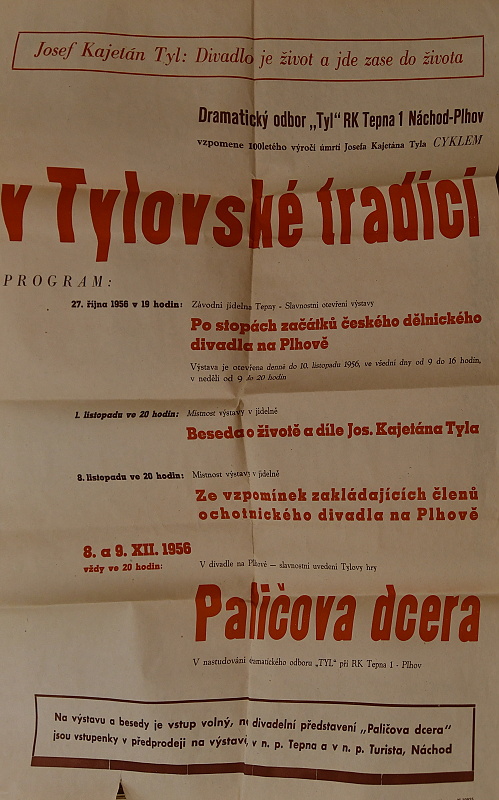 Josef Kajetán Tyl: Divadlo je život a jde zase do života
Dramatický odbor „Tyl" RK Tepna 1 Náchod-Plhov
vzpomene 100letého výročí úmrtí Josefa Kajetána Tyla CYKLEM
v Tylovské tradici
PROGRAM:
27. října 1956 v 19 hodin: Závodní jídelna Tepny - Slavnostní otevření výstavy
Po stopách začátků českého dělnického
divadla na Plhově
Výstava je otevřena denně do 10. listopadu 1956, ve všední dny od 9 do 16 hodin,
v neděli od 9 do 20 hodin
1. listopadu ve 20 hodin: Místnost výstavy v jídelně
Beseda o životě a díle Jos. Kajetána Tyla
8. listopadu ve 20 hodin: Místnost výstavy v jídelně
Ze vzpomínek zakládajících členů
ochotnického divadla na Plhově
8. a 9. XII. 1956
vždy ve 20 hodin: V divadle na Plhově — slavnostní uvedení Tylovy hry
Paličova dcera
V nastudování dramatického odboru „TYL" při RK Tepna 1 - Plhov
Na výstavu a besedy je vstup volný, na divadelní představení „Paličova dcera"
jsou vstupenky v předprodeji na výstavě, v n. p. Tepna a v n. p. Turista, Náchod